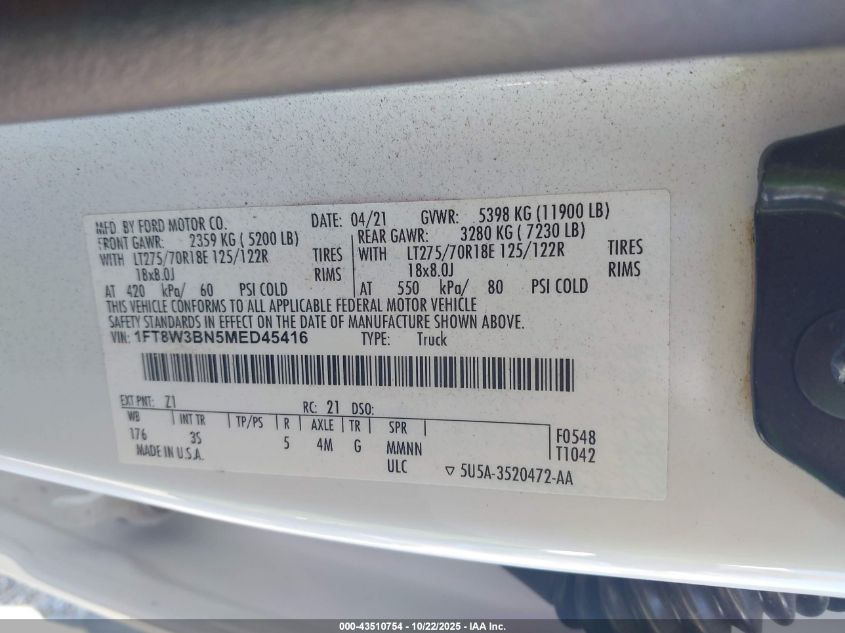 MFD BY FORD MOTOR CO. DATE: 04/21 GVWR: 5398 KG (11900 LB)
FRONT GAWR: 2359 KG ( 5200 LB) REAR GAWR: 3280 KG ( 7230 LB)
WITH LT275/70R18E 125/122R TIRES WITH LT275/70R18E 125/122R TIRES
18x8.0J RIMS 18x8.0J RIMS
AT 420 kPa/ 60 PSI COLD AT 550 kPa/ 80 PSI COLD
THIS VEHICLE CONFORMS TO ALL APPLICABLE FEDERAL MOTOR VEHICLE
SAFETY STANDARDS IN EFFECT ON THE DATE OF MANUFACTURE SHOWN ABOVE.
VIN: 1FT8W3BN5MED45416 TYPE: Truck
EXT PNT: Z1 RC: 21 DSO:
WB INT TR TP/PS R AXLE TR SPR
176 3S 5 4M G MMNN F0548
MADE IN U.S.A. ULC T1042
▽ 5U5A-3520472-AA
000-43510754 - 10/22/2025 - IAA Inc.